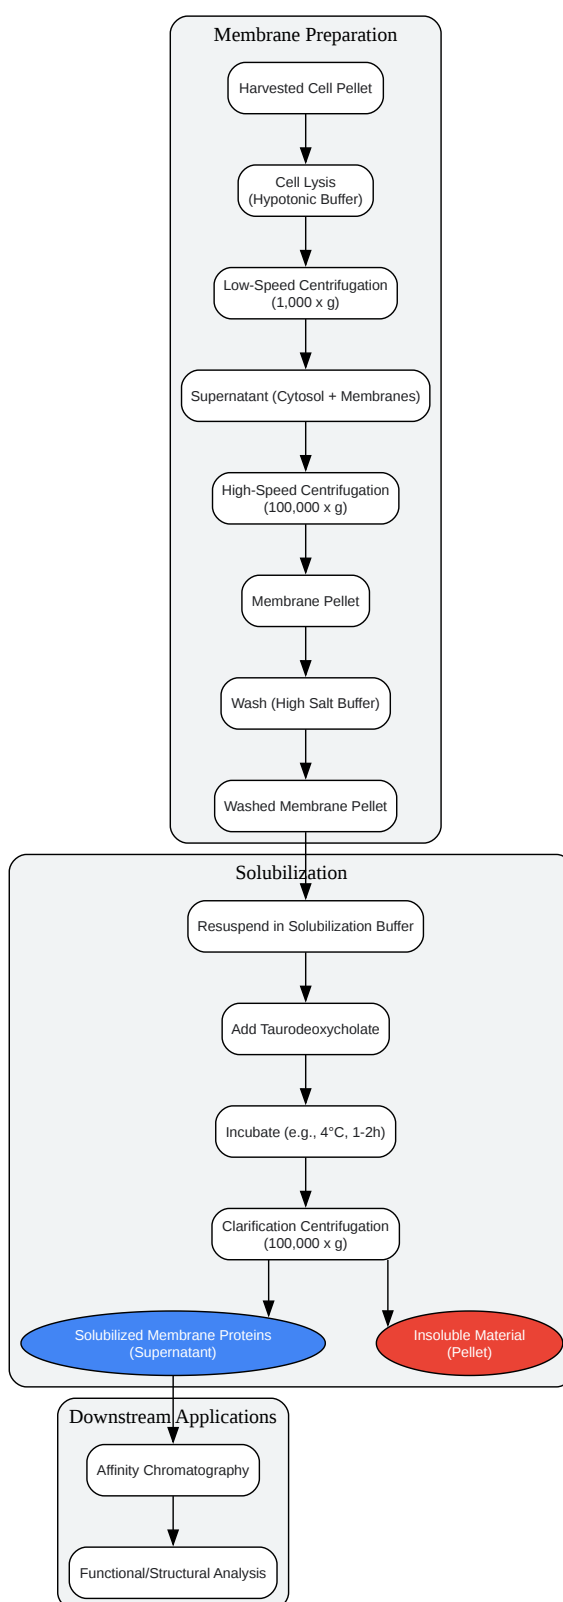 Membrane Preparation
Harvested Cell Pellet
Cell Lysis
(Hypotonic Buffer)
Low-Speed Centrifugation
(1,000 x g)
Supernatant (Cytosol + Membranes)
High-Speed Centrifugation
(100,000 x g)
Membrane Pellet
Wash (High Salt Buffer)
Washed Membrane Pellet
Solubilization
Resuspend in Solubilization Buffer
Add Taurodeoxycholate
Incubate (e.g., 4°C, 1-2h)
Clarification Centrifugation
(100,000 x g)
Solubilized Membrane Proteins
(Supernatant)
Insoluble Material
(Pellet)
Downstream Applications
Affinity Chromatography
Functional/Structural Analysis